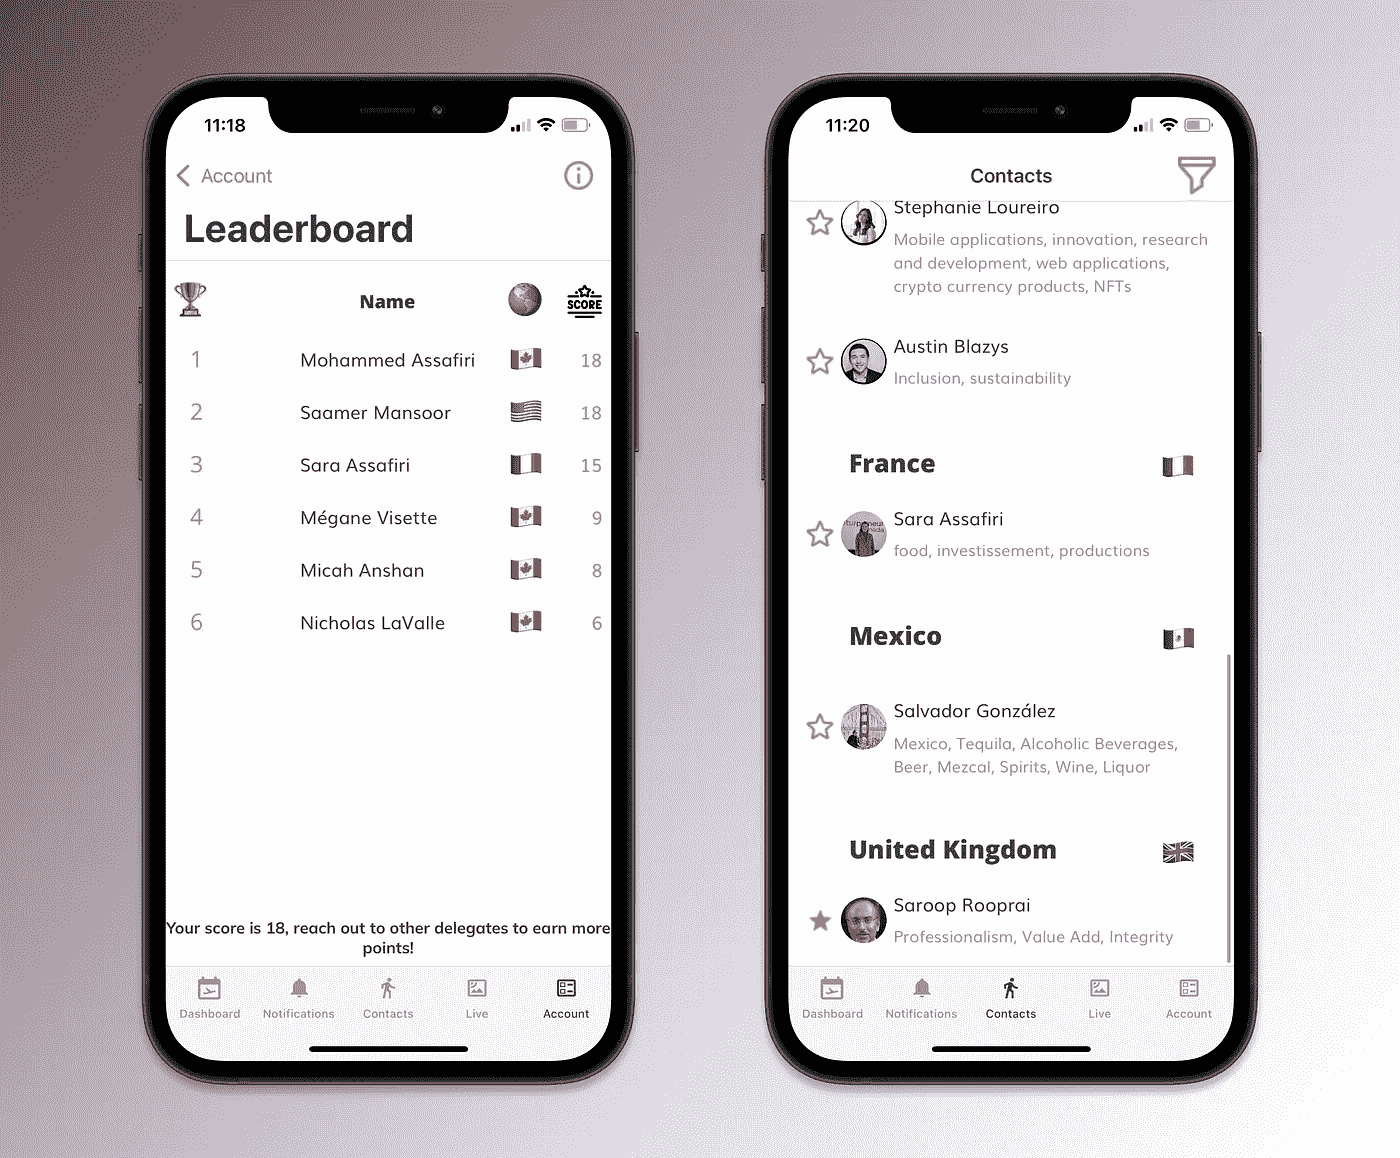 11:18
Account
Leaderboard
Name
SCORE
1 Mohammed Assafiri 18
2 Saamer Mansoor 18
3 Sara Assafiri 15
4 Mégane Visette 9
5 Micah Anshan 8
6 Nicholas LaValle 6
Your score is 18, reach out to other delegates to earn more
points!
Dashboard Notifications Contacts Live Account
11:20
Contacts
Stephanie Loureiro
Mobile applications, innovation, research
and development, web applications,
crypto currency products, NFTs
Austin Blazys
Inclusion, sustainability
France
Sara Assafiri
food, investissement, productions
Mexico
Salvador González
Mexico, Tequila, Alcoholic Beverages,
Beer, Mezcal, Spirits, Wine, Liquor
United Kingdom
Saroop Rooprai
Professionalism, Value Add, Integrity
Dashboard Notifications Contacts Live Account